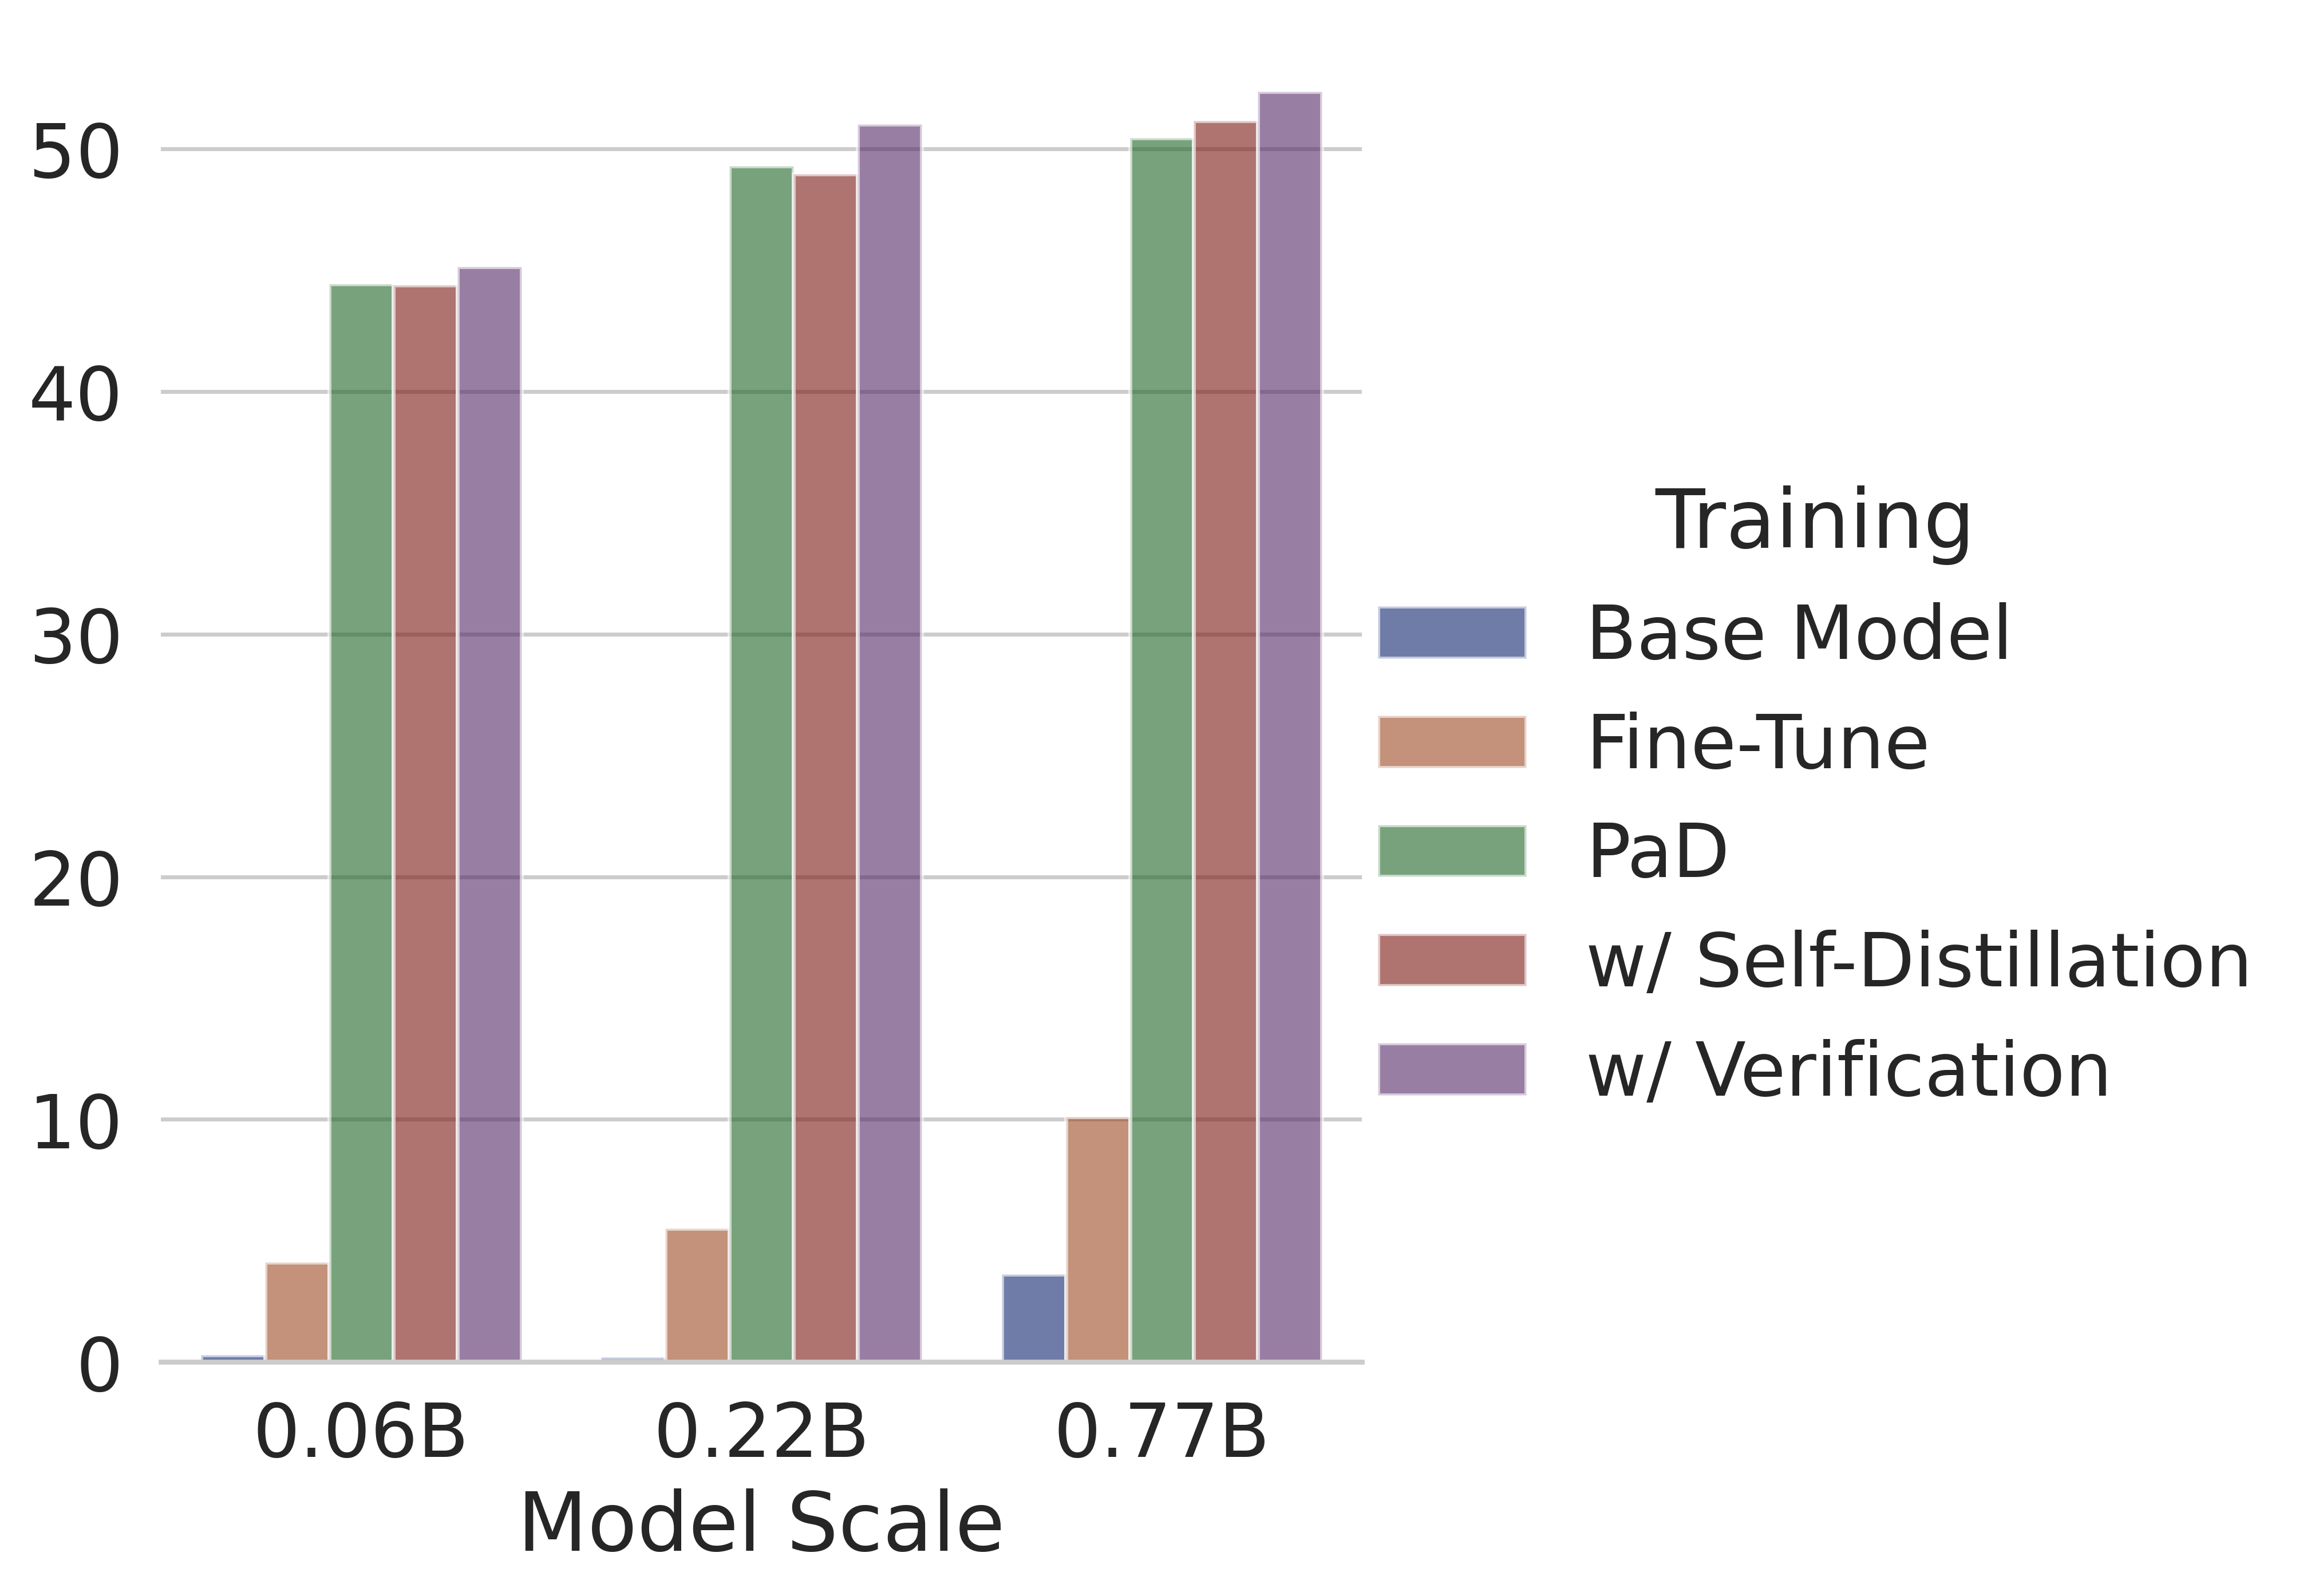 50
40
30
20
10
0
0.06B 0.22B 0.77B
Model Scale
Training
Base Model
Fine-Tune
PaD
w/ Self-Distillation
w/ Verification